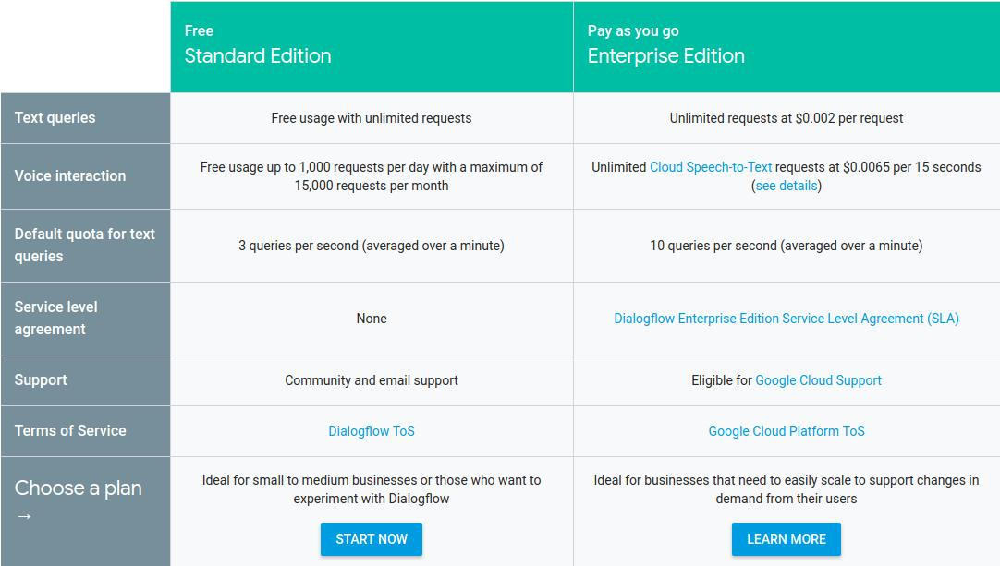 Free
Standard Edition
Pay as you go
Enterprise Edition
Text queries
Free usage with unlimited requests
Unlimited requests at $0.002 per request
Voice interaction
Free usage up to 1,000 requests per day with a maximum of
15,000 requests per month
Unlimited Cloud Speech-to-Text requests at $0.0065 per 15 seconds
(see details)
Default quota for text
queries
3 queries per second (averaged over a minute)
10 queries per second (averaged over a minute)
Service level
agreement
None
Dialogflow Enterprise Edition Service Level Agreement (SLA)
Support
Community and email support
Eligible for Google Cloud Support
Terms of Service
Dialogflow ToS
Google Cloud Platform ToS
Choose a plan
→
Ideal for small to medium businesses or those who want to
experiment with Dialogflow
START NOW
Ideal for businesses that need to easily scale to support changes in
demand from their users
LEARN MORE